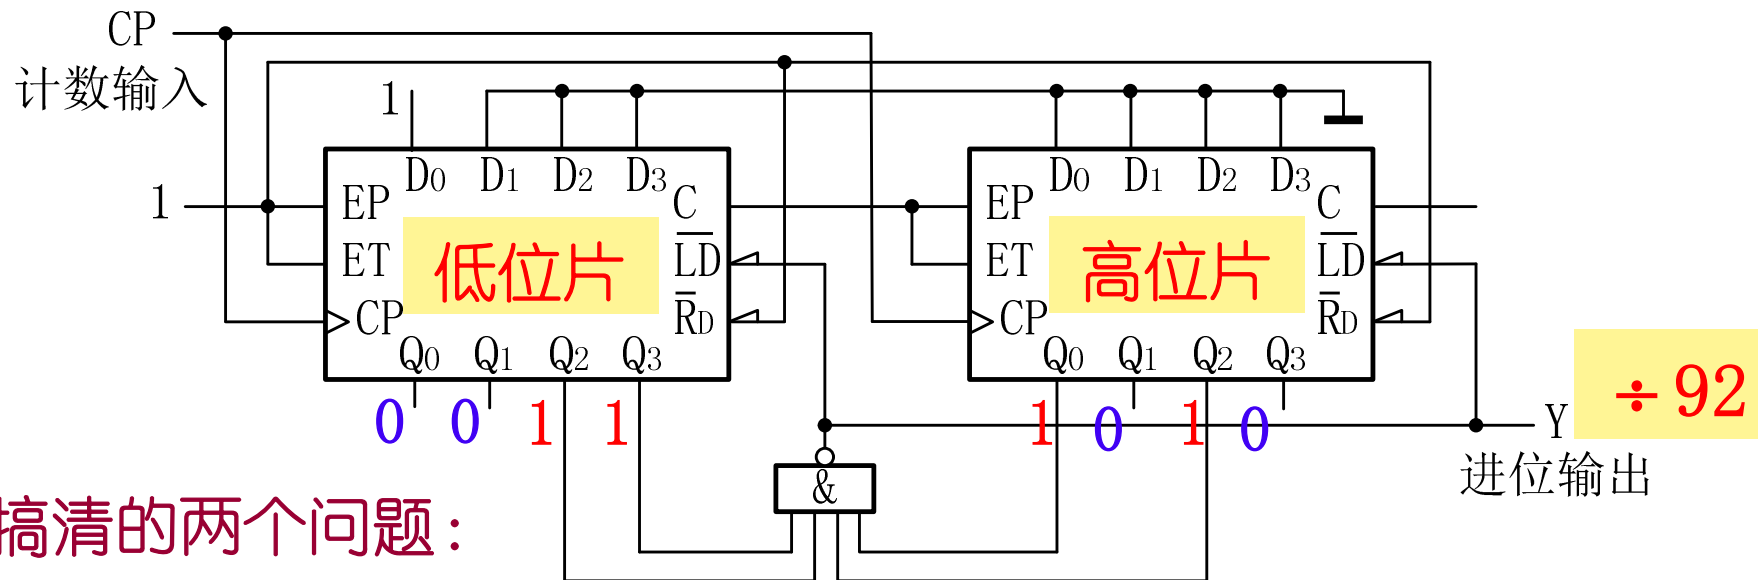 CP
计数输入
1
1
D0 D1 D2 D3
EP C
ET LD
CP RD
低位片
Q0 Q1 Q2 Q3
0 0 1 1
D0 D1 D2 D3
EP C
ET LD
CP RD
高位片
Q0 Q1 Q2 Q3
1 0 1 0
&
Y ÷92
进位输出
搞清的两个问题：